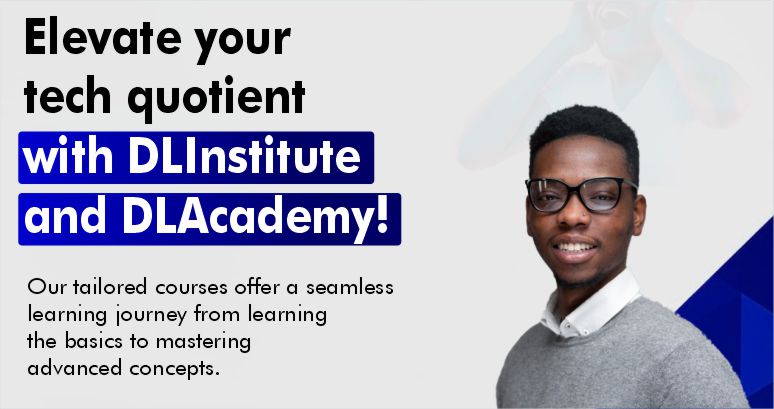 Elevate your
tech quotient
with DLInstitute
and DLAcademy!
Our tailored courses offer a seamless
learning journey from learning
the basics to mastering
advanced concepts.